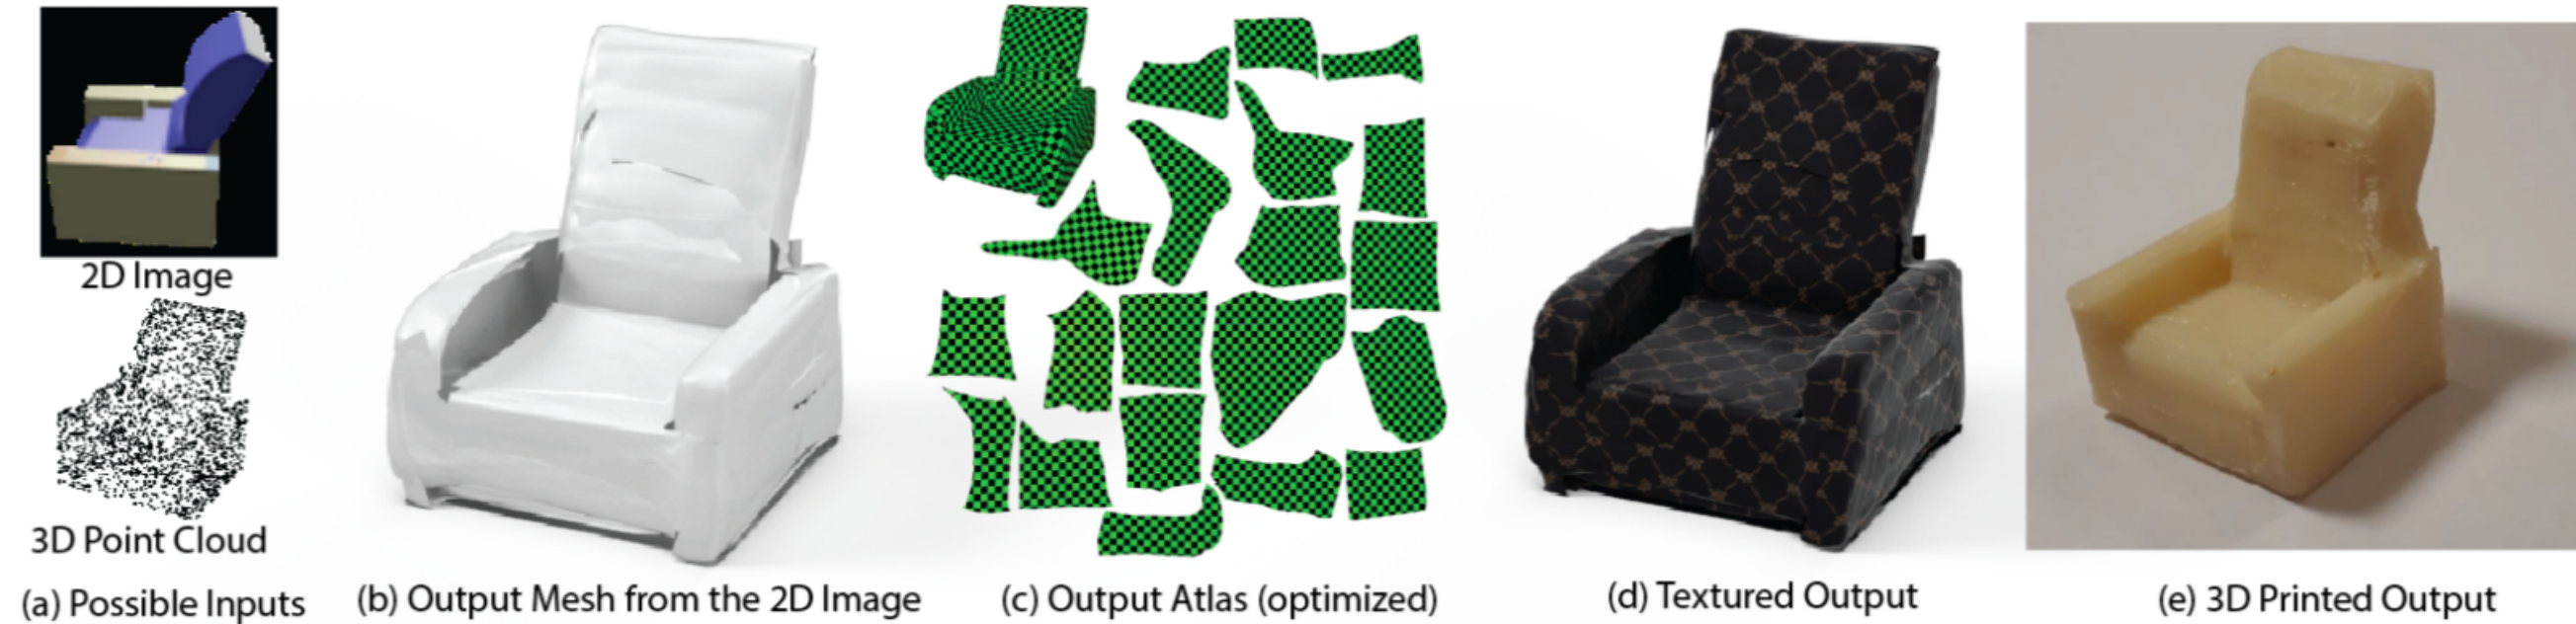 2D Image
3D Point Cloud
(a) Possible Inputs
(b) Output Mesh from the 2D Image
(c) Output Atlas (optimized)
(d) Textured Output
(e) 3D Printed Output